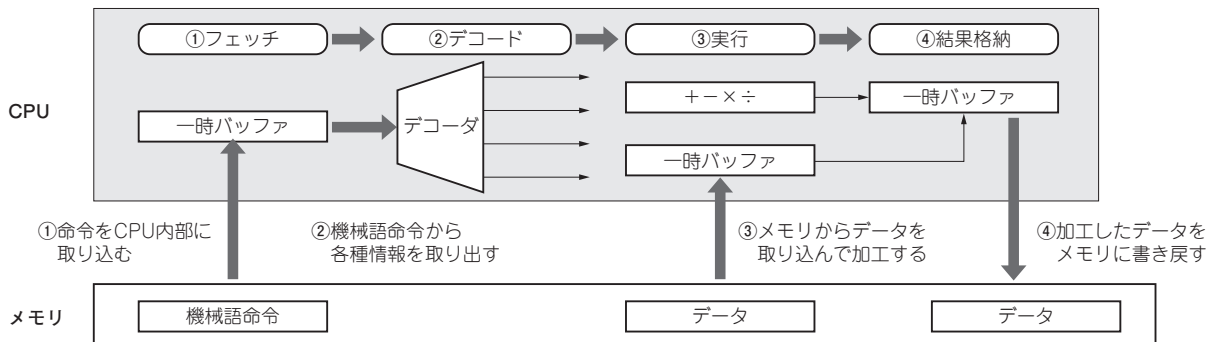 ①フェッチ
②デコード
③実行
④結果格納
CPU
一時バッファ
デコーダ
+−×÷
一時バッファ
一時バッファ
①命令をCPU内部に
取り込む
②機械語命令から
各種情報を取り出す
③メモリからデータを
取り込んで加工する
④加工したデータを
メモリに書き戻す
メモリ
機械語命令
データ
データ